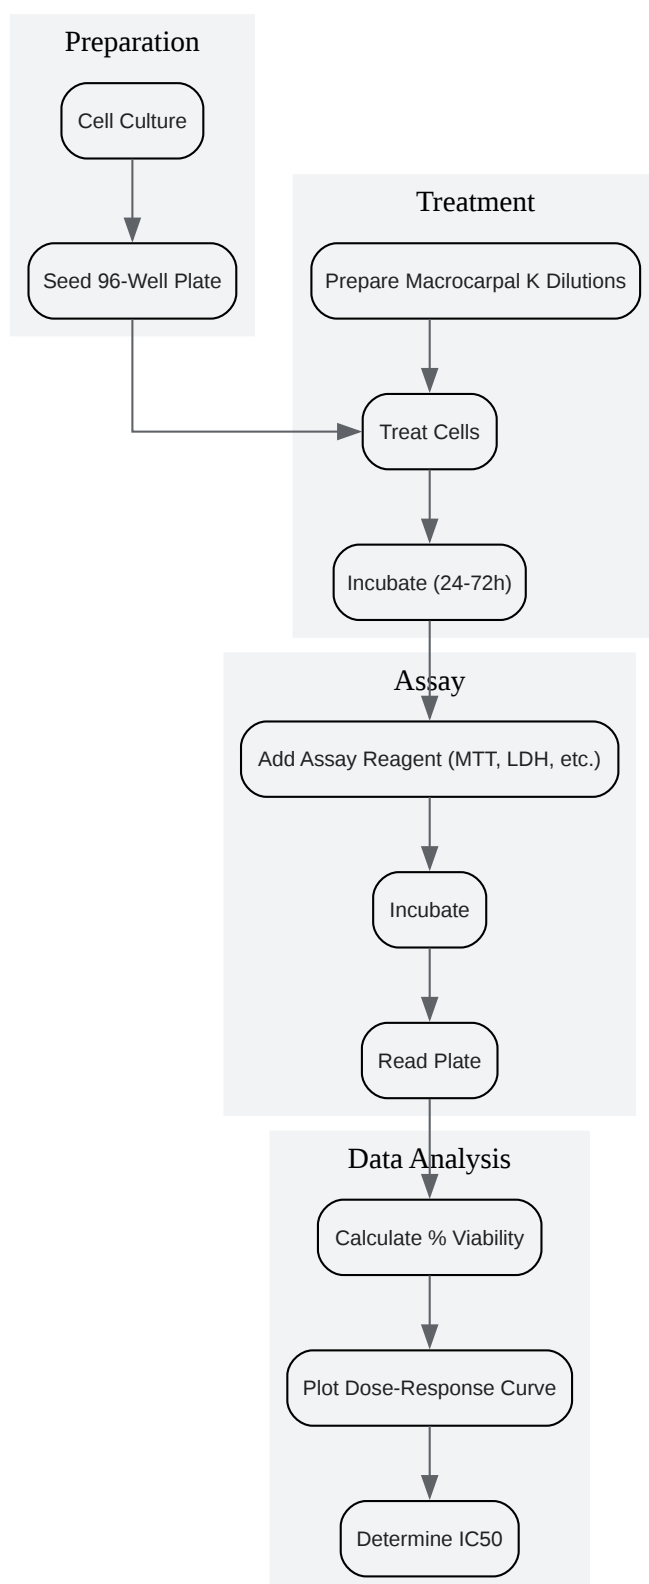 Preparation
Cell Culture
Seed 96-Well Plate
Treatment
Prepare Macrocarpal K Dilutions
Treat Cells
Incubate (24-72h)
Assay
Add Assay Reagent (MTT, LDH, etc.)
Incubate
Read Plate
Data Analysis
Calculate % Viability
Plot Dose-Response Curve
Determine IC50